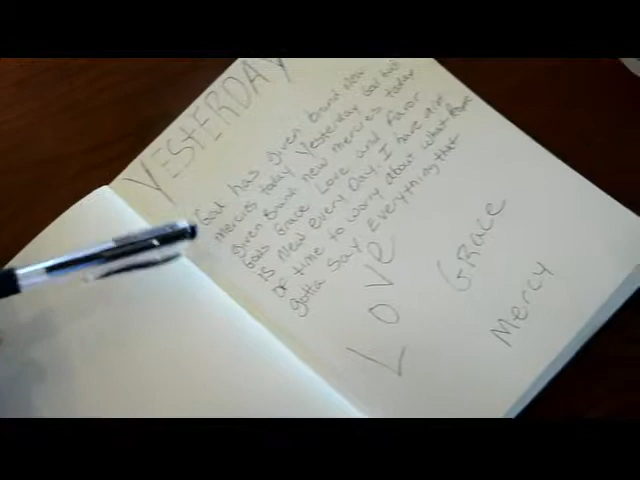 YESTERDAY
God has given brand new
mercies today Yesterday God has
given Brand new mercies today
Gods Grace Love and Favor
Is New every Day. I have a lot
OF time to worry about what
gotta say. Everything that
Love
Grace
Mercy